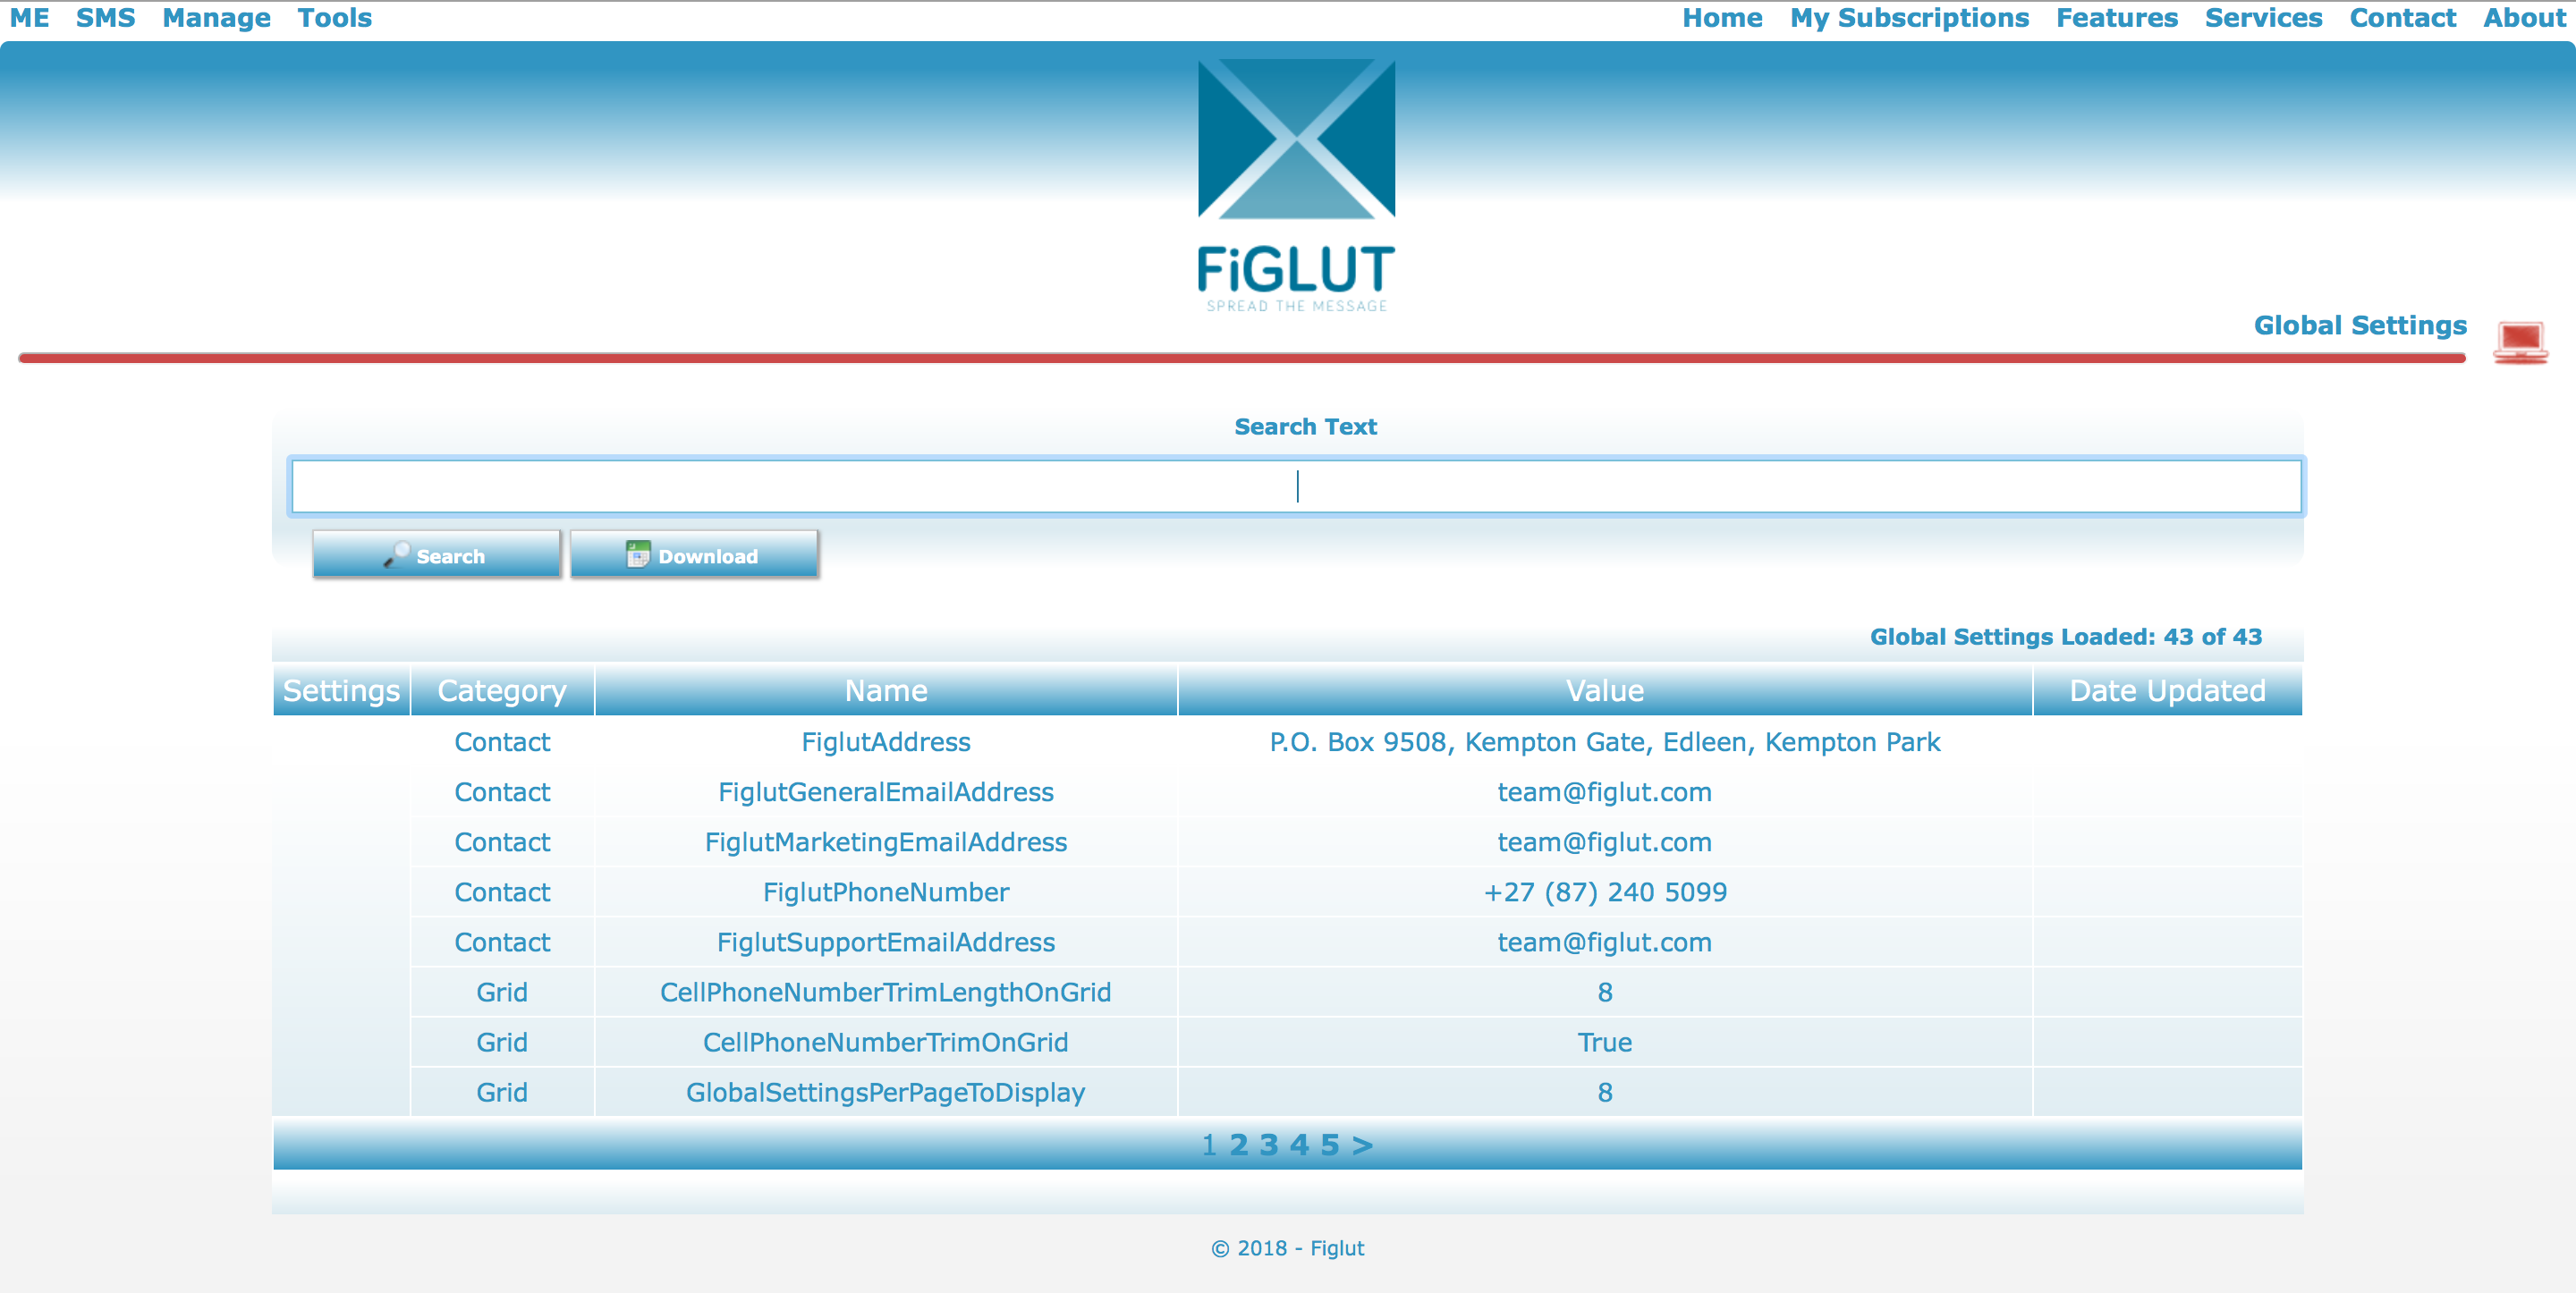 ME SMS Manage Tools Home My Subscriptions Features Services Contact About
FiGLUT
SPREAD THE MESSAGE
Global Settings
Search Text
Search Download
Global Settings Loaded: 43 of 43
Settings Category Name Value Date Updated
Contact FiglutAddress P.O. Box 9508, Kempton Gate, Edleen, Kempton Park
Contact FiglutGeneralEmailAddress team@figlut.com
Contact FiglutMarketingEmailAddress team@figlut.com
Contact FiglutPhoneNumber +27 (87) 240 5099
Contact FiglutSupportEmailAddress team@figlut.com
Grid CellPhoneNumberTrimLengthOnGrid 8
Grid CellPhoneNumberTrimOnGrid True
Grid GlobalSettingsPerPageToDisplay 8
1 2 3 4 5 >
© 2018 - Figlut